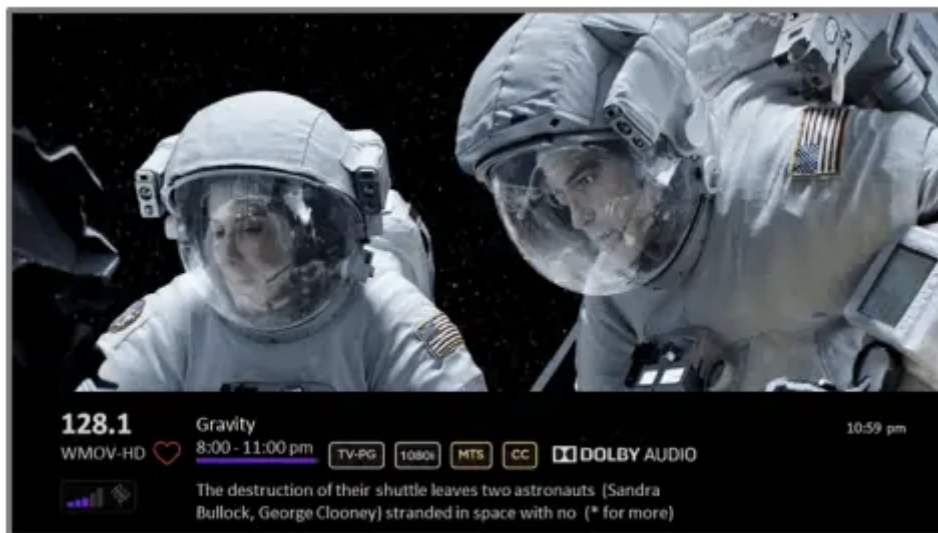 128.1
WMOV-HD
Gravity
8:00 - 11:00 pm
TV-PG
1080i
MTS
CC
DOLBY AUDIO
10:59 pm
The destruction of their shuttle leaves two astronauts (Sandra
Bullock, George Clooney) stranded in space with no (* for more)